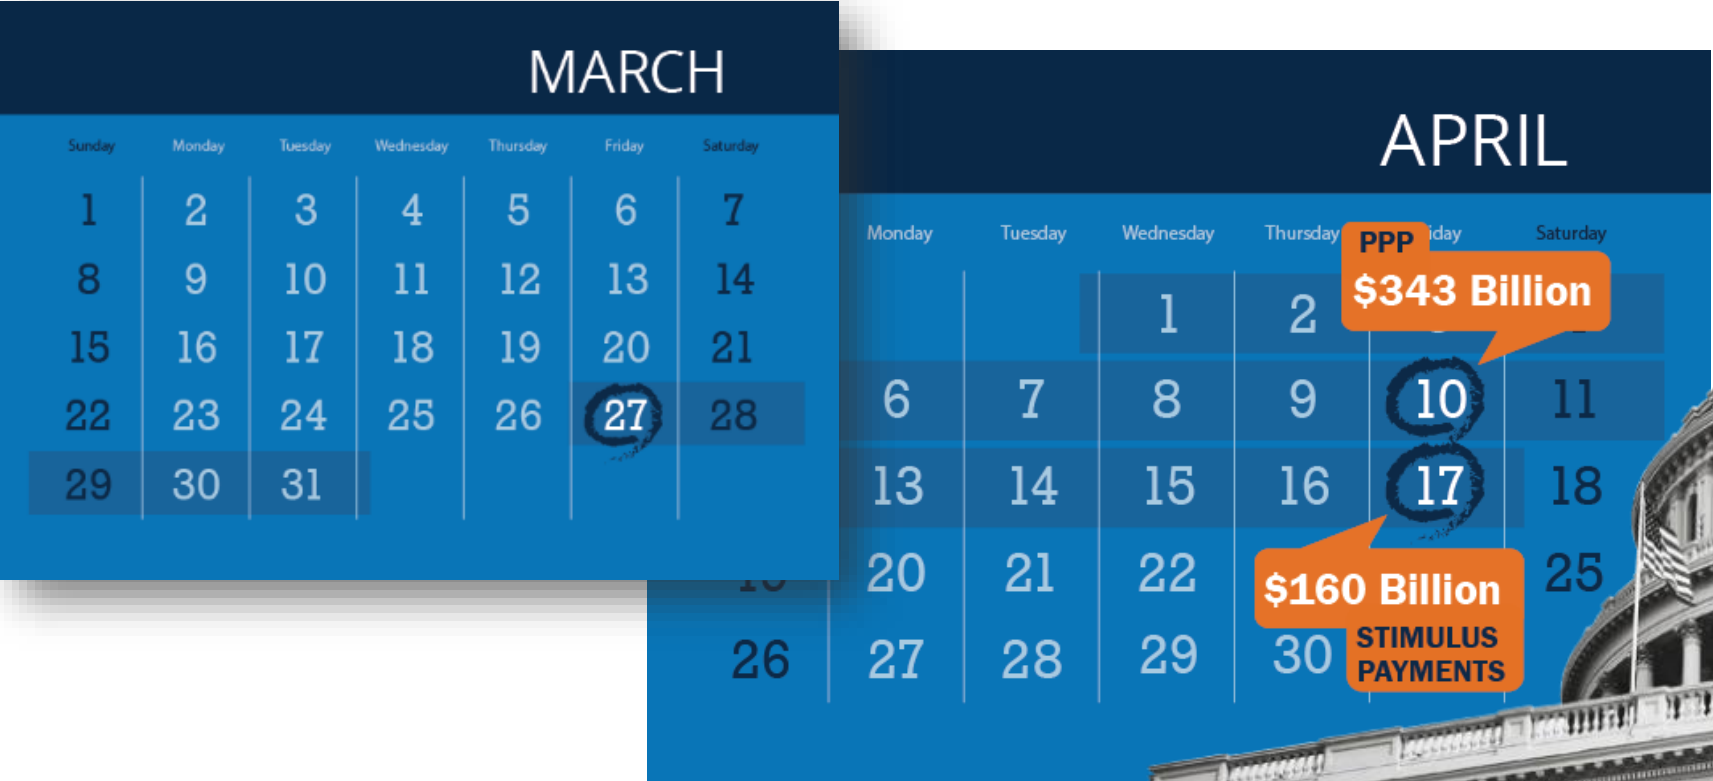 MARCH
Sunday Monday Tuesday Wednesday Thursday Friday Saturday
1 2 3 4 5 6 7
8 9 10 11 12 13 14
15 16 17 18 19 20 21
22 23 24 25 26 27 28
29 30 31
APRIL
Monday Tuesday Wednesday Thursday Saturday
PPP
$343 Billion
1 2
6 7 8 9 10 11
13 14 15 16 17 18
20 21 22 25
$160 Billion
STIMULUS
PAYMENTS
26 27 28 29 30